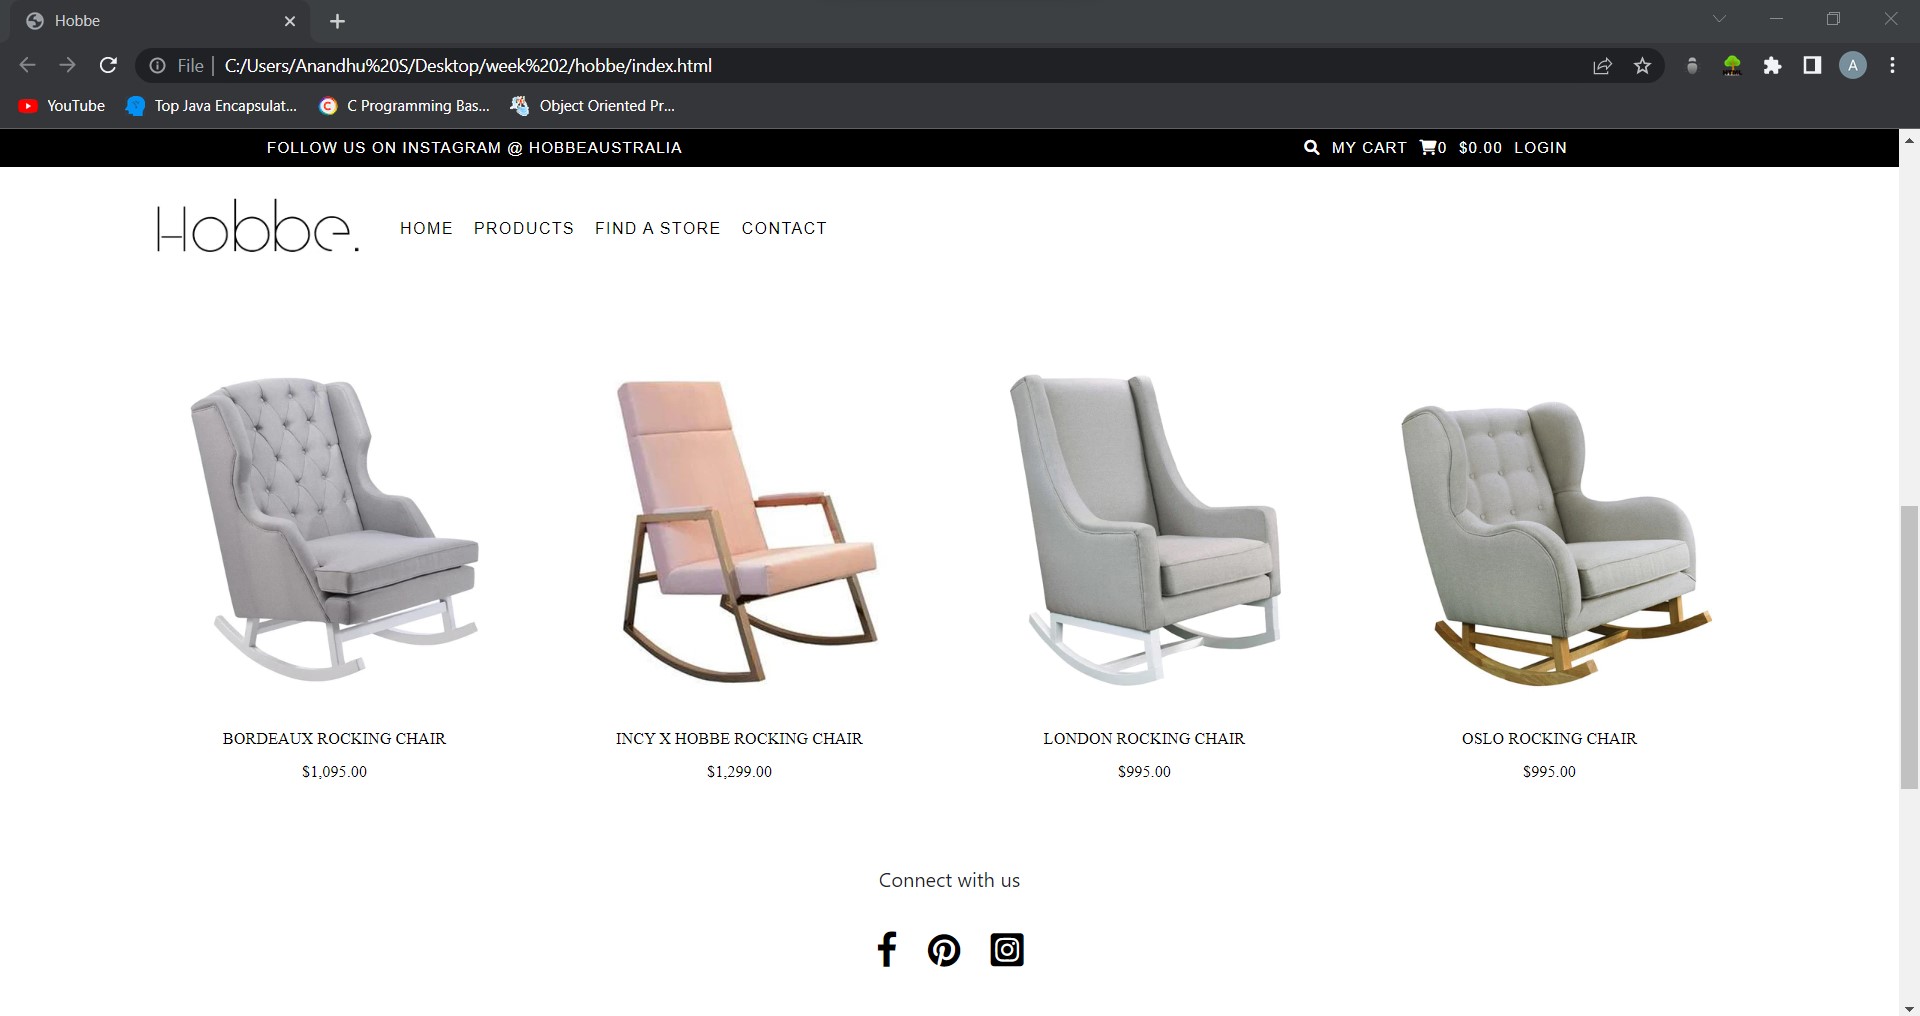 Hobbe
File
C:/Users/Anandhu%20S/Desktop/week%202/hobbe/index.html
A
YouTube
Top Java Encapsulat...
C Programming Bas...
Object Oriented Pr...
FOLLOW US ON INSTAGRAM @ HOBBEAUSTRALIA
MY CART 0 $0.00 LOGIN
Hobbe.
HOME PRODUCTS FIND A STORE CONTACT
BORDEAUX ROCKING CHAIR
$1,095.00
INCY X HOBBE ROCKING CHAIR
$1,299.00
LONDON ROCKING CHAIR
$995.00
OSLO ROCKING CHAIR
$995.00
Connect with us